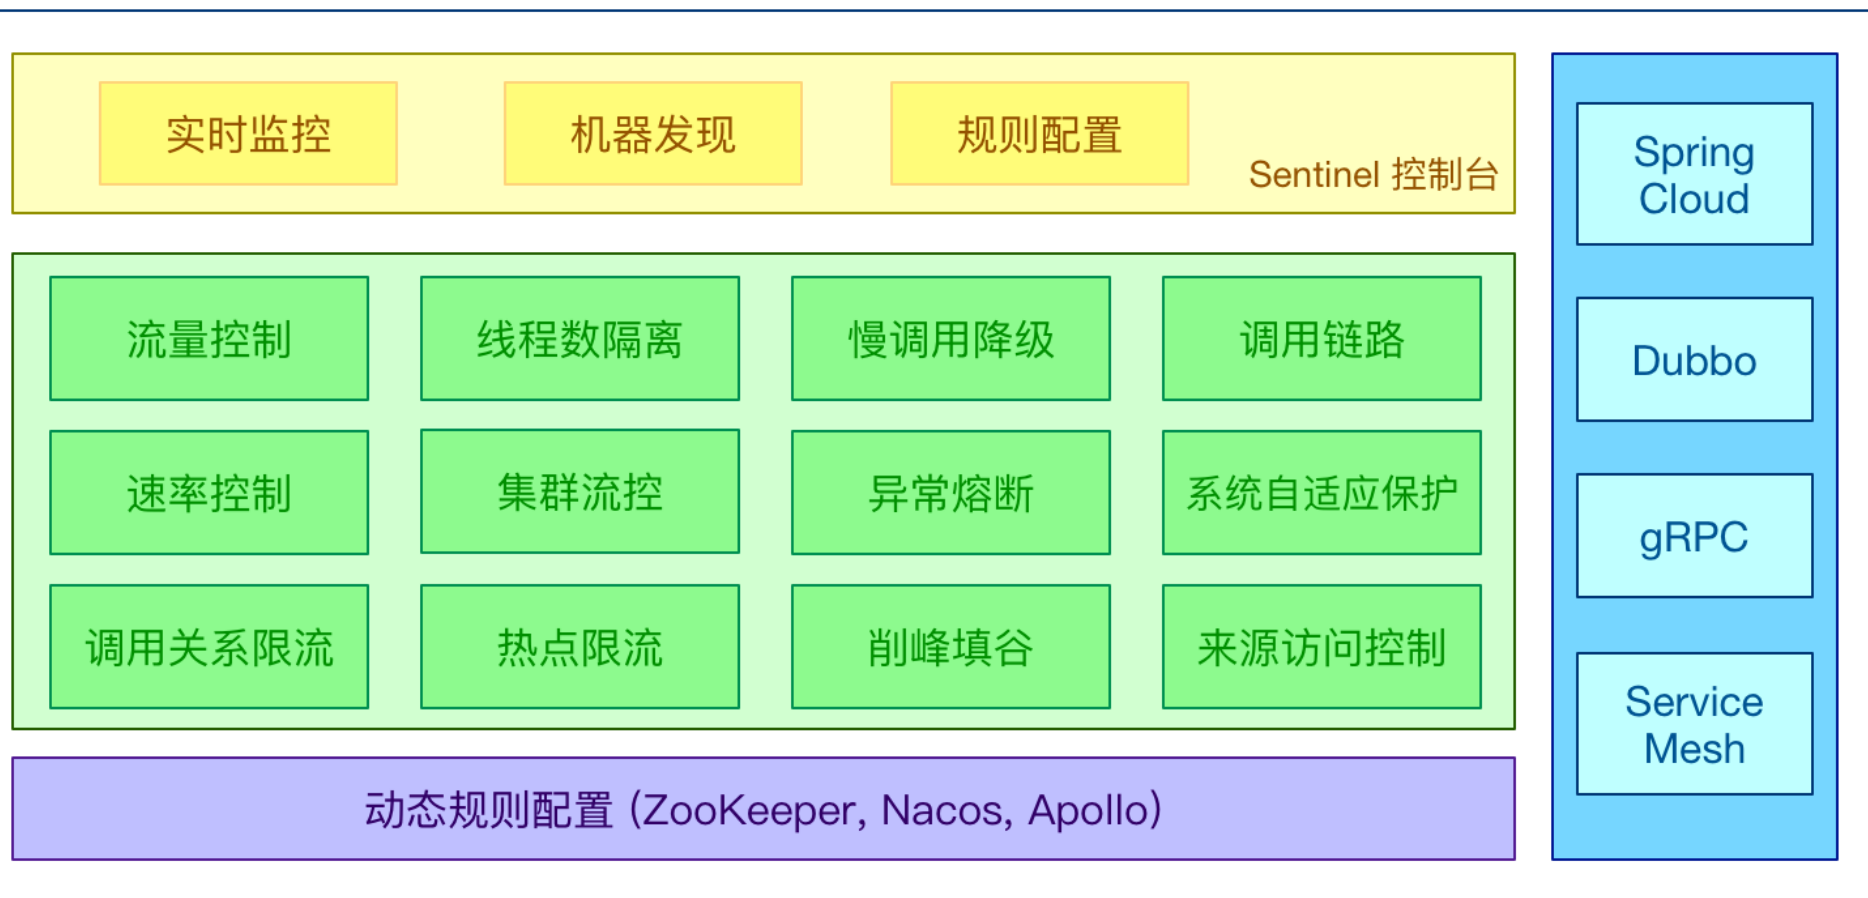 实时监控
机器发现
规则配置
Sentinel 控制台
流量控制
线程数隔离
慢调用降级
调用链路
速率控制
集群流控
异常熔断
系统自适应保护
调用关系限流
热点限流
削峰填谷
来源访问控制
动态规则配置 (ZooKeeper, Nacos, Apollo)
Spring
Cloud
Dubbo
gRPC
Service
Mesh